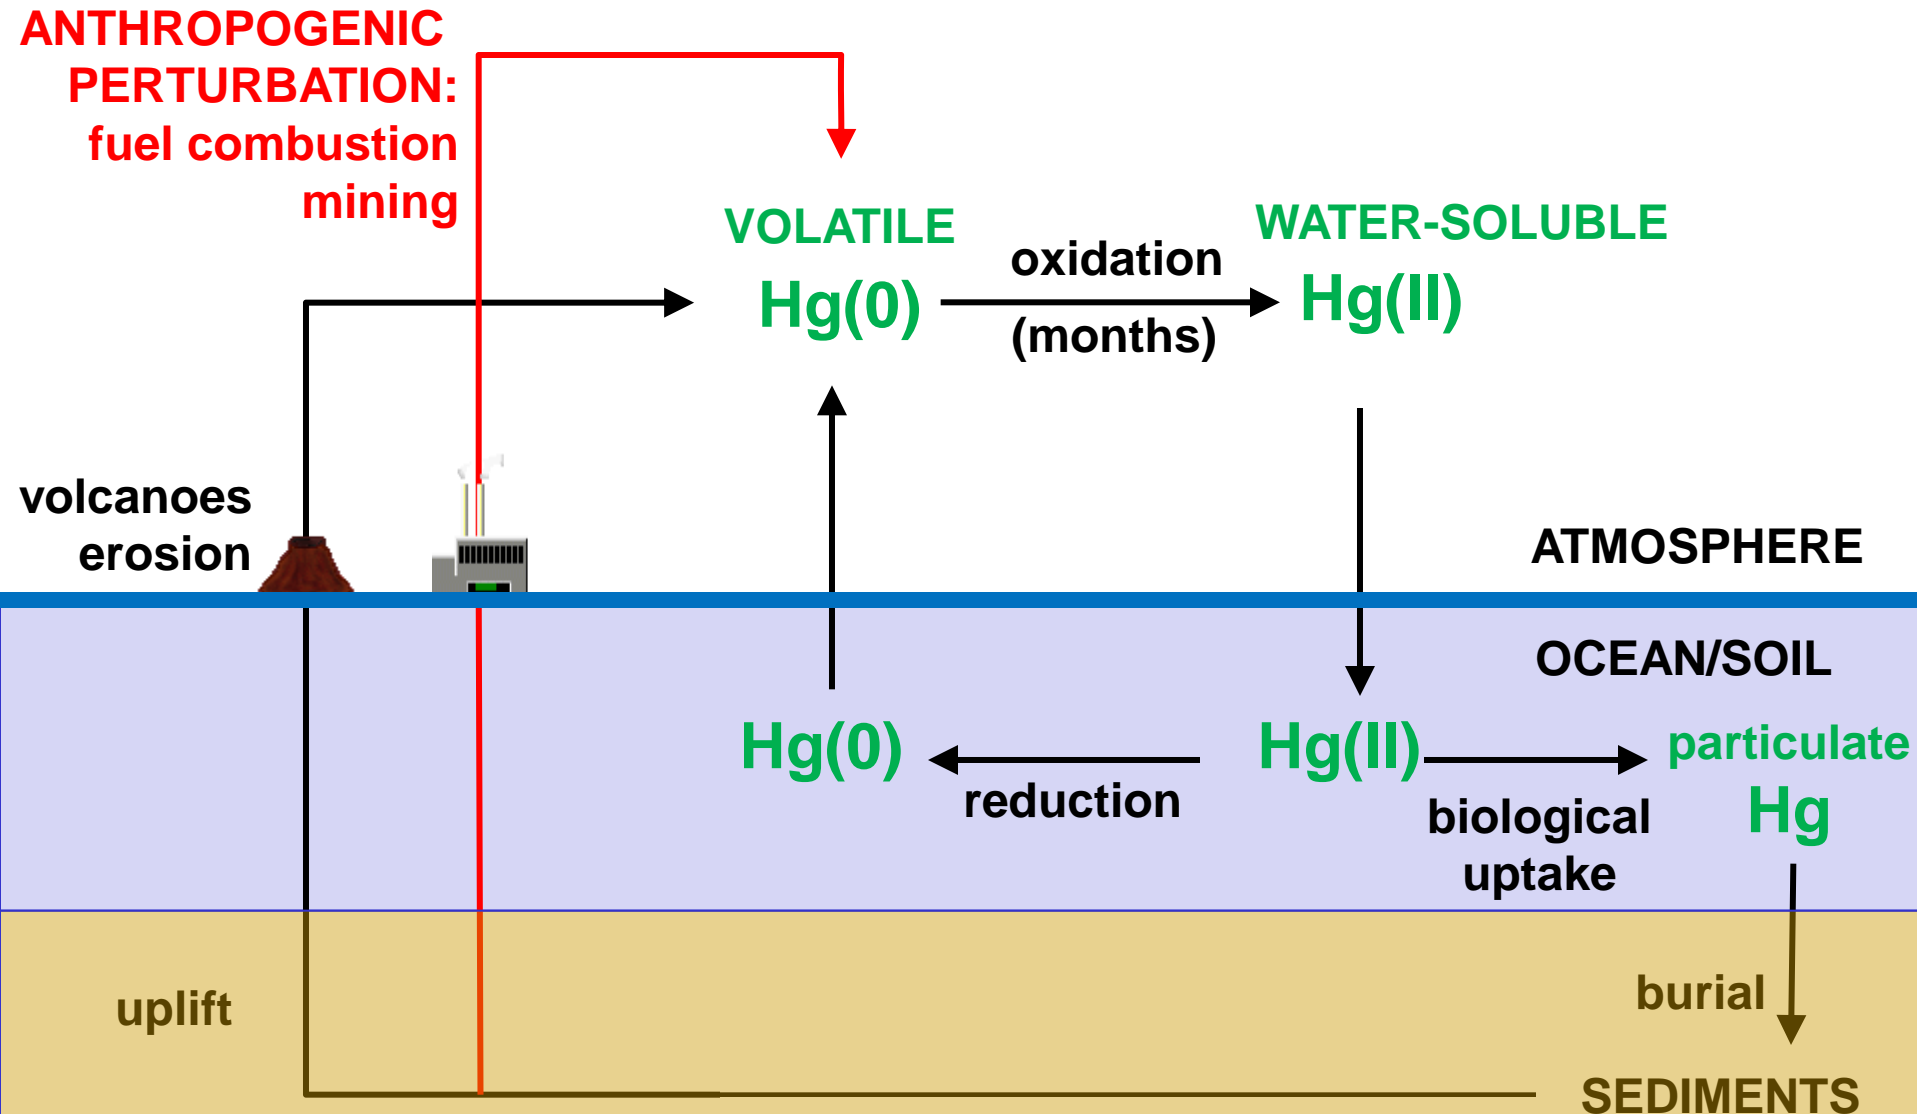 ANTHROPOGENIC
PERTURBATION:
fuel combustion
mining
VOLATILE
Hg(0)
oxidation
(months)
WATER-SOLUBLE
Hg(II)
volcanoes
erosion
ATMOSPHERE
OCEAN/SOIL
Hg(0)
reduction
Hg(II)
biological
uptake
particulate
Hg
uplift
burial
SEDIMENTS